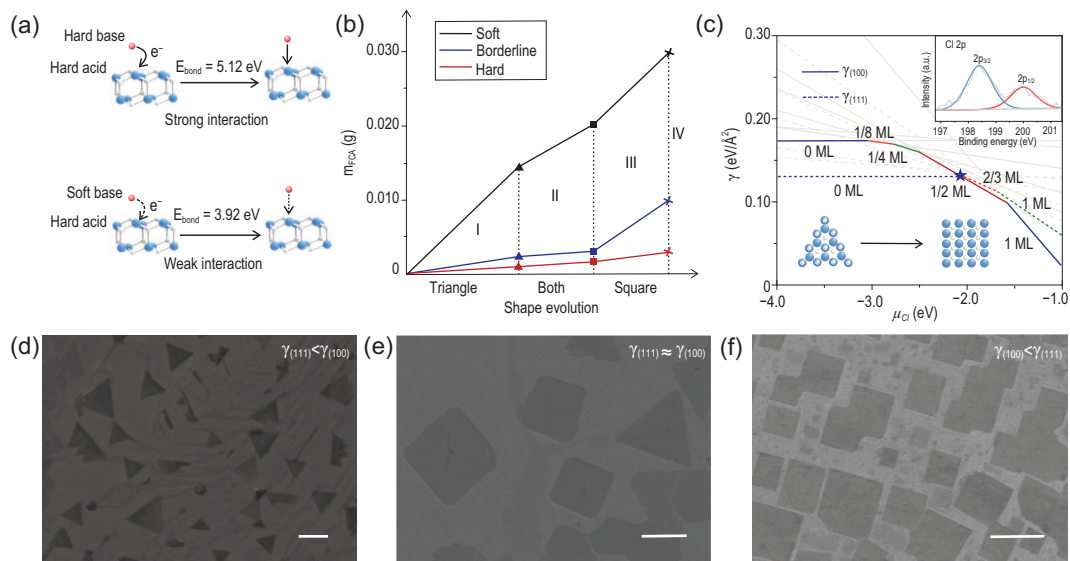 (a)
Hard base
e⁻
Hard acid
E_bond = 5.12 eV
Strong interaction
Soft base
e⁻
Hard acid
E_bond = 3.92 eV
Weak interaction
(b)
Soft
Borderline
Hard
0.030
0.020
0.010
0
m_FCA (g)
I
II
III
IV
Triangle
Both
Square
Shape evolution
(c)
γ(100)
γ(111)
Cl 2p
2p3/2
2p1/2
Intensity (a.u.)
197
198
199
200
201
Binding energy (eV)
0.30
0.20
0.10
0.00
γ (eV/Å²)
0 ML
1/8 ML
1/4 ML
0 ML
1/2 ML
2/3 ML
1 ML
1 ML
−4.0
−3.0
−2.0
−1.0
μCl (eV)
(d)
γ(111)<γ(100)
(e)
γ(111) ≈ γ(100)
(f)
γ(100)<γ(111)